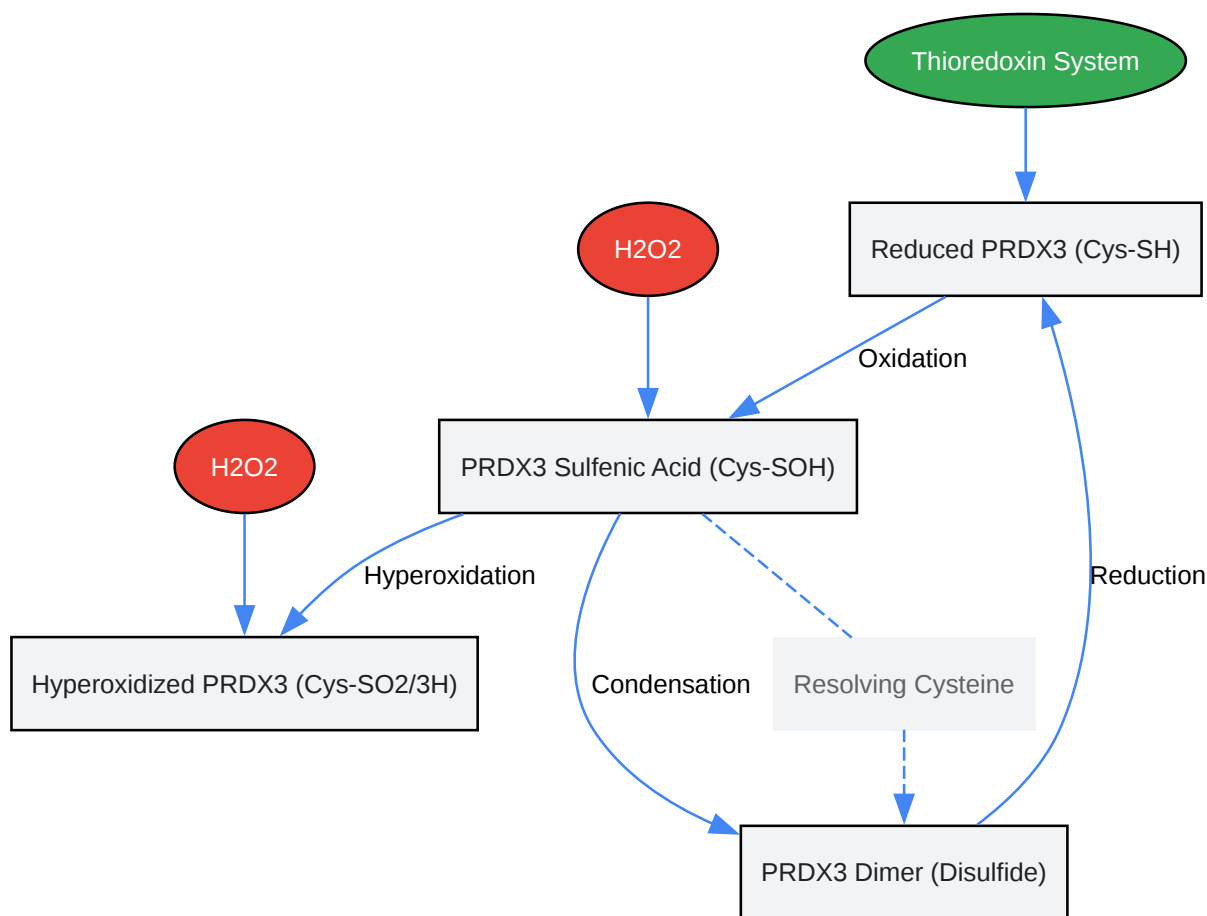 Thioredoxin System
H2O2
Reduced PRDX3 (Cys-SH)
Oxidation
H2O2
PRDX3 Sulfenic Acid (Cys-SOH)
Hyperoxidation
Reduction
Hyperoxidized PRDX3 (Cys-SO2/3H)
Condensation
Resolving Cysteine
PRDX3 Dimer (Disulfide)